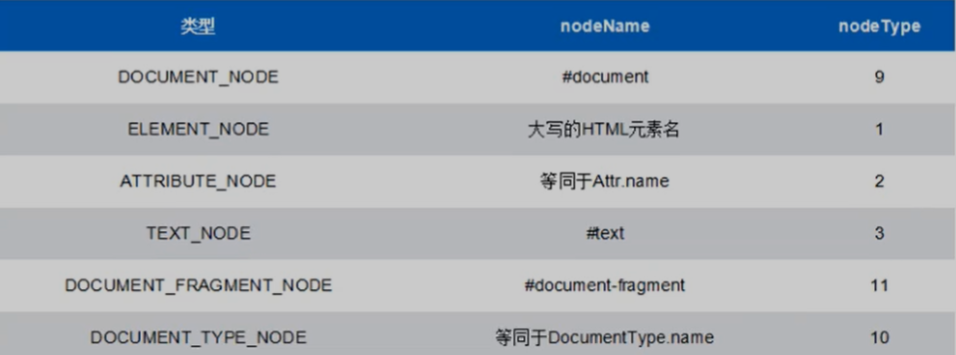 类型 nodeName nodeType
DOCUMENT_NODE #document 9
ELEMENT_NODE 大写的HTML元素名 1
ATTRIBUTE_NODE 等同于Attr.name 2
TEXT_NODE #text 3
DOCUMENT_FRAGMENT_NODE #document-fragment 11
DOCUMENT_TYPE_NODE 等同于DocumentType.name 10